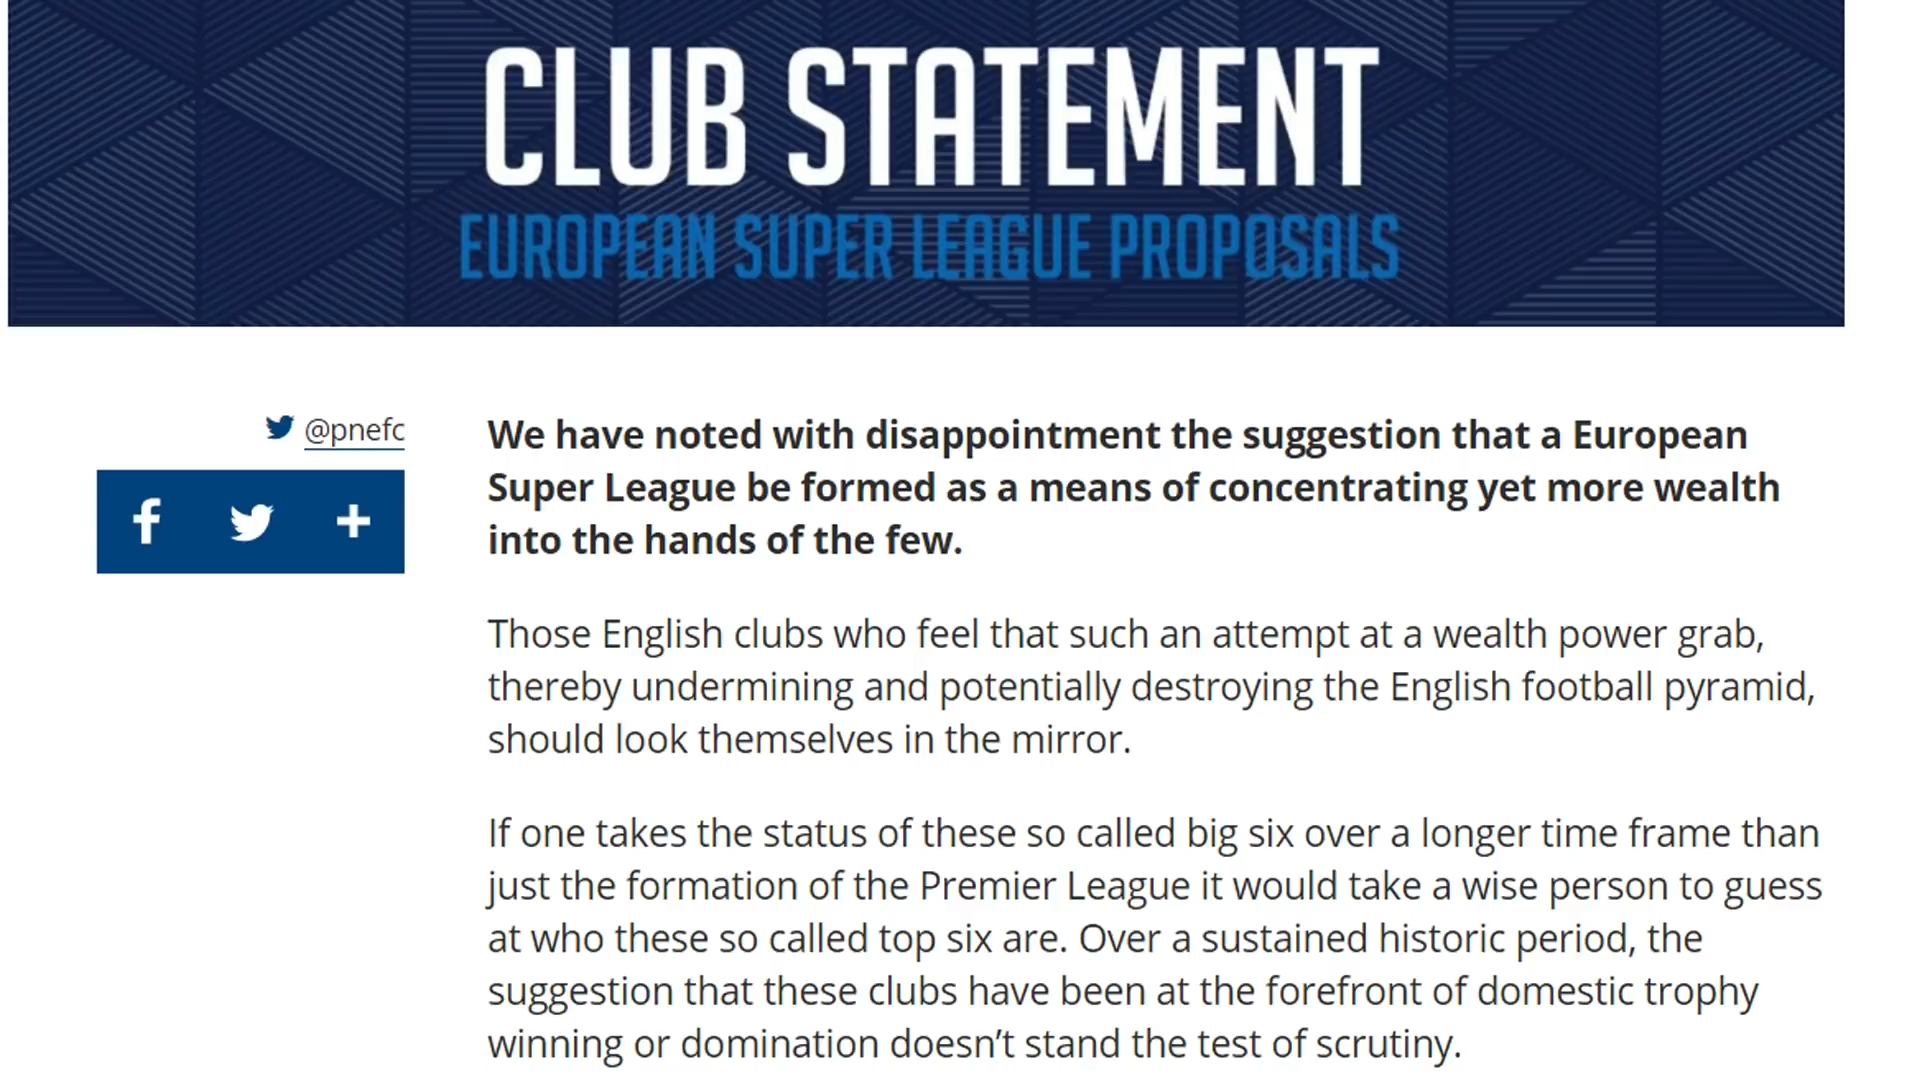 CLUB STATEMENT
EUROPEAN SUPER LEAGUE PROPOSALS
@pnefc
We have noted with disappointment the suggestion that a European
Super League be formed as a means of concentrating yet more wealth
into the hands of the few.
Those English clubs who feel that such an attempt at a wealth power grab,
thereby undermining and potentially destroying the English football pyramid,
should look themselves in the mirror.
If one takes the status of these so called big six over a longer time frame than
just the formation of the Premier League it would take a wise person to guess
at who these so called top six are. Over a sustained historic period, the
suggestion that these clubs have been at the forefront of domestic trophy
winning or domination doesn’t stand the test of scrutiny.